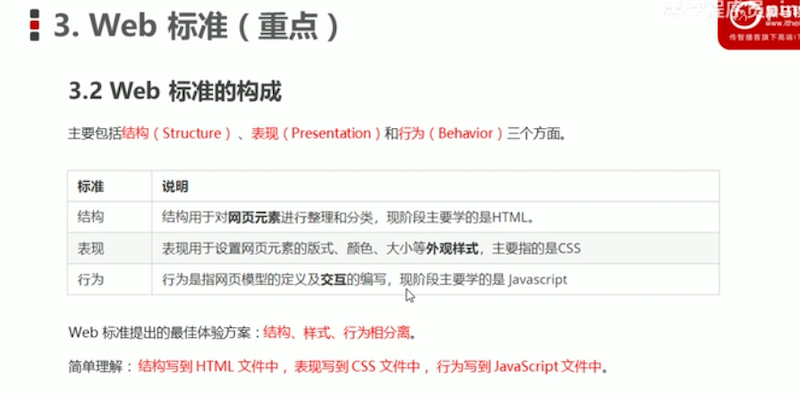 3. Web 标准（重点）
3.2 Web 标准的构成
主要包括结构（Structure）、表现（Presentation）和行为（Behavior）三个方面。
标准 说明
结构 结构用于对网页元素进行整理和分类，现阶段主要学的是HTML。
表现 表现用于设置网页元素的版式、颜色、大小等外观样式，主要指的是CSS
行为 行为是指网页模型的定义及交互的编写，现阶段主要学的是 Javascript
Web 标准提出的最佳体验方案：结构、样式、行为相分离。
简单理解： 结构写到 HTML 文件中， 表现写到 CSS 文件中， 行为写到 JavaScript 文件中。
传智播客旗下高端IT